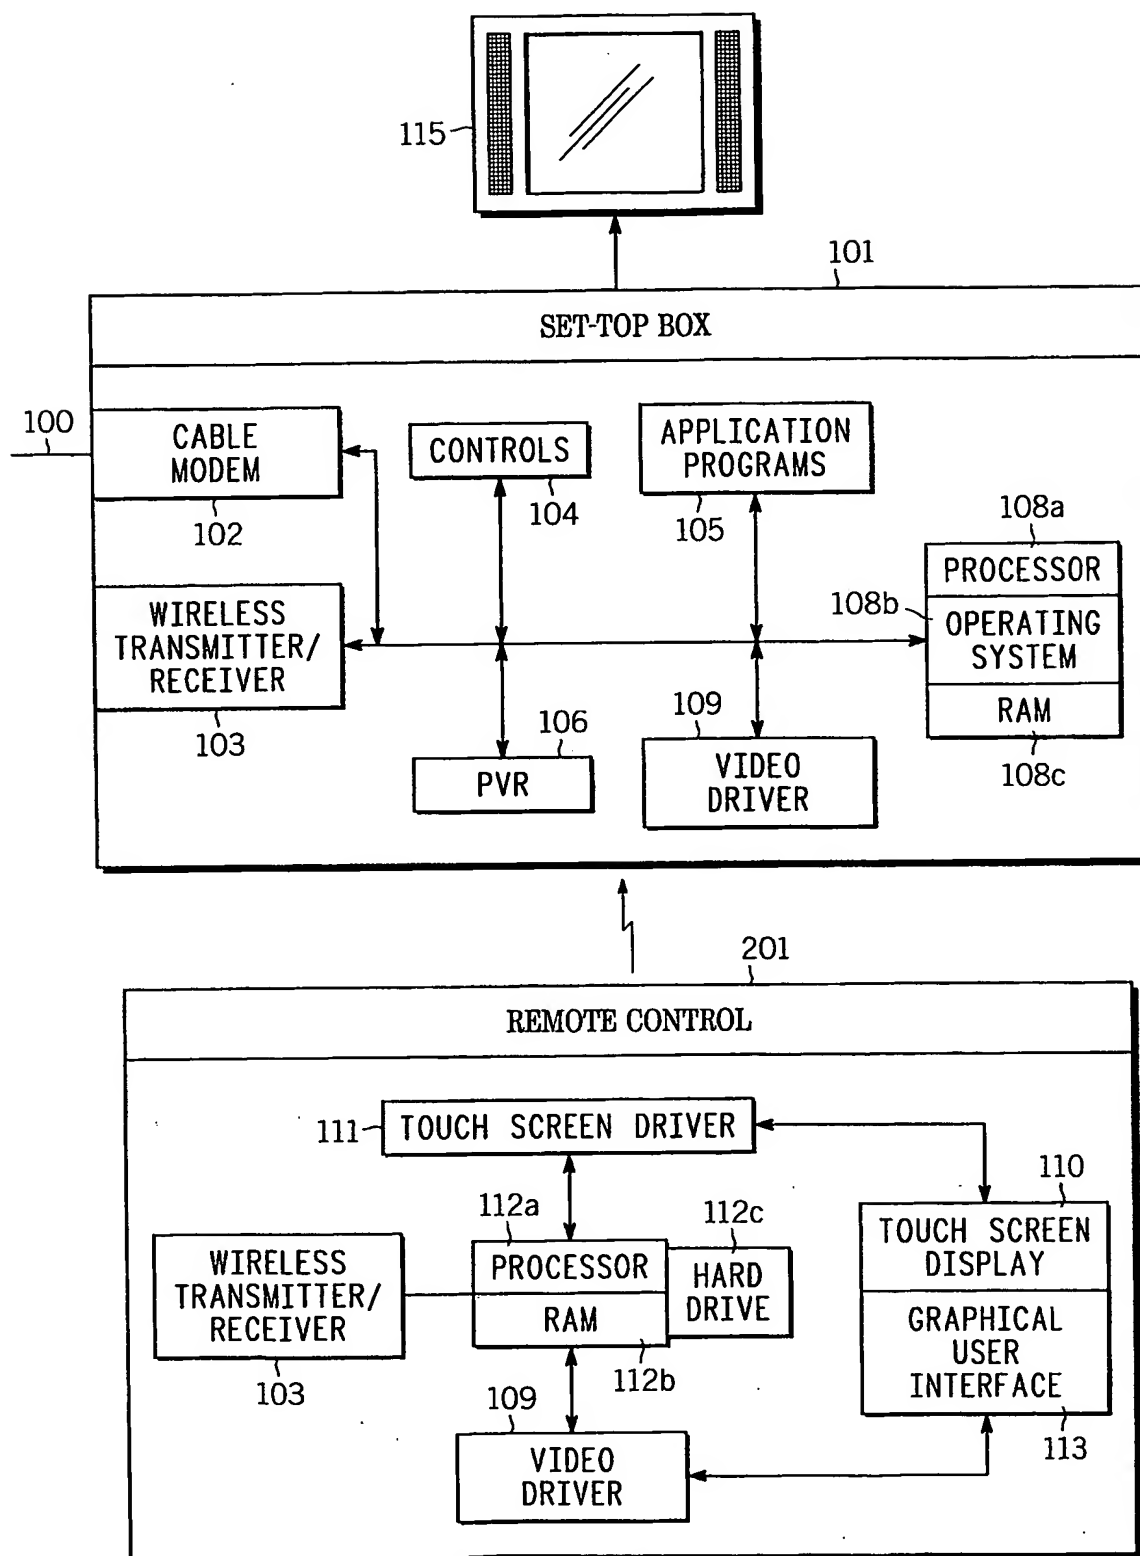 115
101
SET-TOP BOX
100
CABLE
MODEM
102
CONTROLS
104
APPLICATION
PROGRAMS
105
108a
PROCESSOR
108b
OPERATING
SYSTEM
RAM
108c
WIRELESS
TRANSMITTER/
RECEIVER
103
106
PVR
109
VIDEO
DRIVER
201
REMOTE CONTROL
111
TOUCH SCREEN DRIVER
110
TOUCH SCREEN
DISPLAY
GRAPHICAL
USER
INTERFACE
113
112a
PROCESSOR
RAM
112b
112c
HARD
DRIVE
WIRELESS
TRANSMITTER/
RECEIVER
103
109
VIDEO
DRIVER